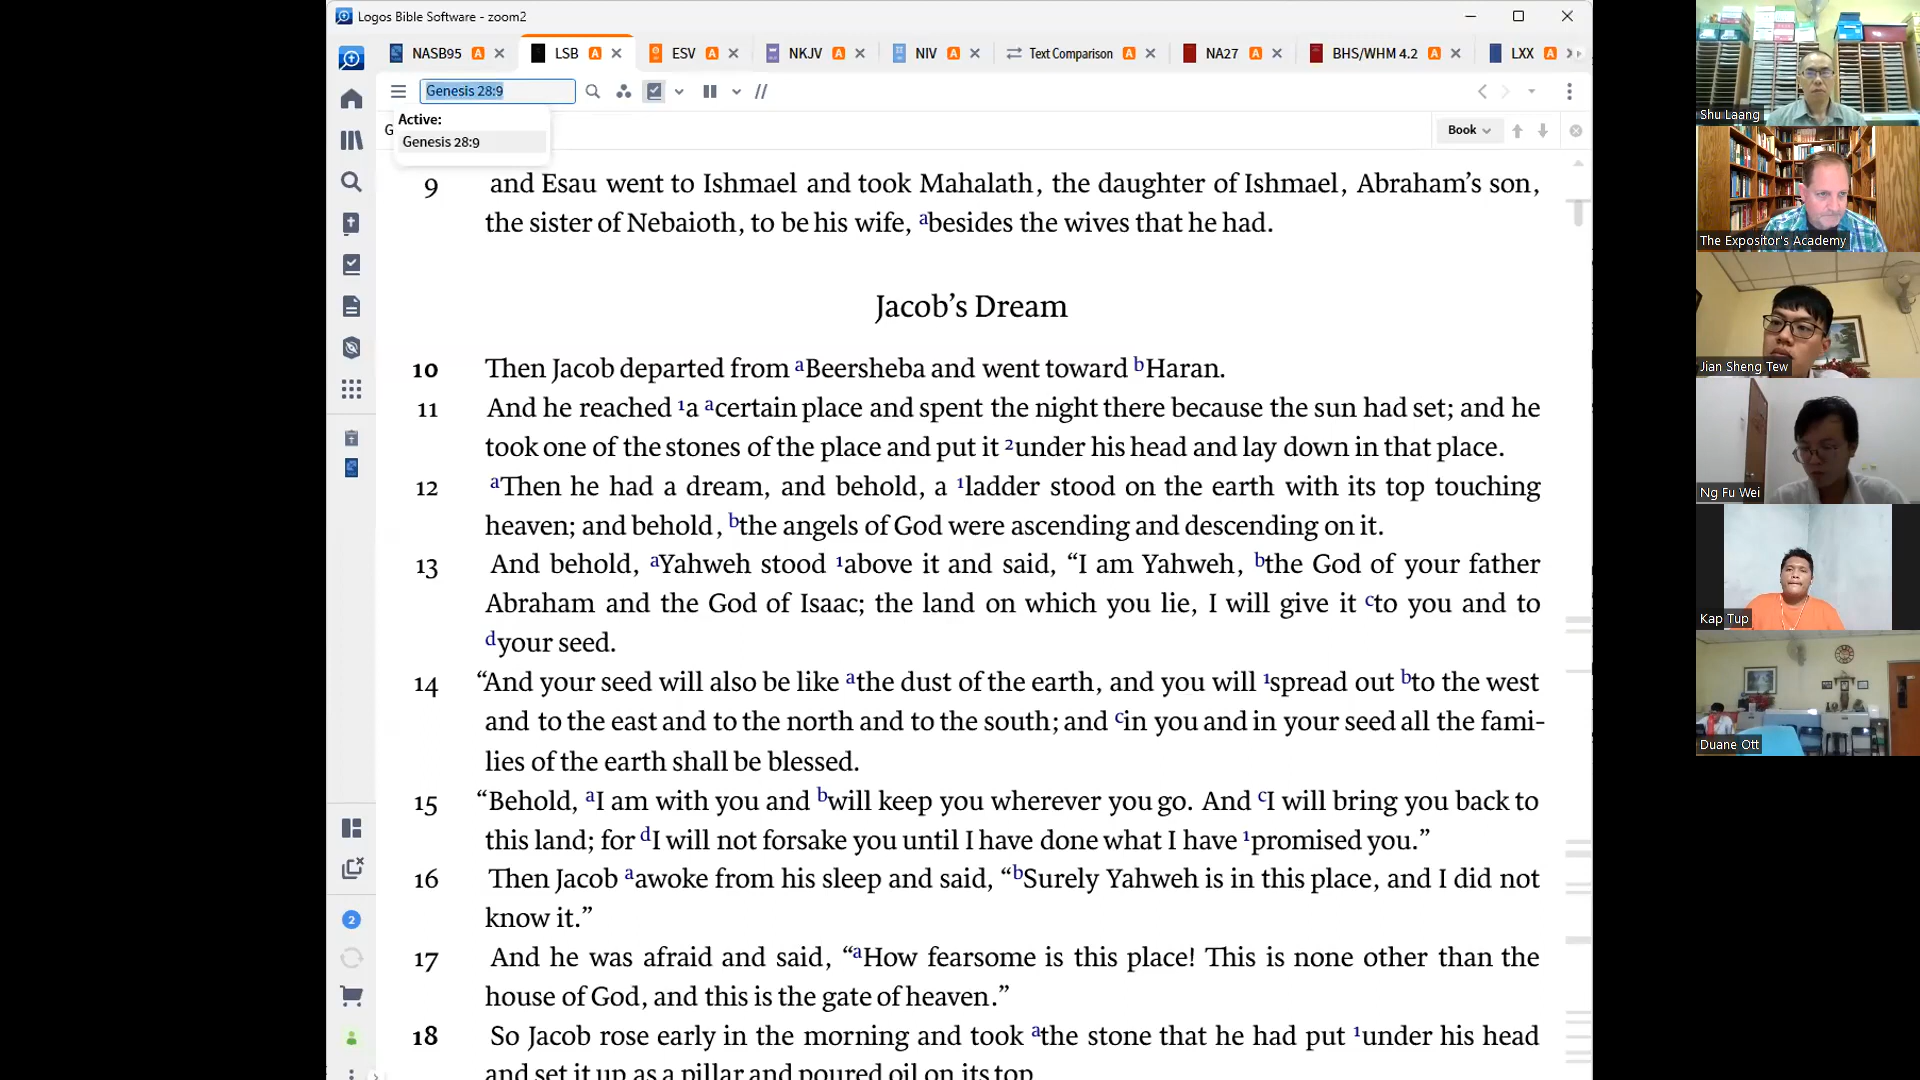 Logos Bible Software - zoom2
NASB95 A
LSB A
ESV A
NKJV A
NIV A
Text Comparison A
NA27 A
BHS/WHM 4.2 A
LXX A
Genesis 28:9
Active:
Genesis 28:9
G
Book
9 and Esau went to Ishmael and took Mahalath, the daughter of Ishmael, Abraham’s son,
the sister of Nebaioth, to be his wife, abesides the wives that he had.
Jacob’s Dream
10 Then Jacob departed from aBeersheba and went toward bHaran.
11 And he reached 1a acertain place and spent the night there because the sun had set; and he
took one of the stones of the place and put it 2under his head and lay down in that place.
12 aThen he had a dream, and behold, a 1ladder stood on the earth with its top touching
heaven; and behold, bthe angels of God were ascending and descending on it.
13 And behold, aYahweh stood 1above it and said, “I am Yahweh, bthe God of your father
Abraham and the God of Isaac; the land on which you lie, I will give it cto you and to
dyour seed.
14 “And your seed will also be like athe dust of the earth, and you will 1spread out bto the west
and to the east and to the north and to the south; and cin you and in your seed all the fami-
lies of the earth shall be blessed.
15 “Behold, aI am with you and bwill keep you wherever you go. And cI will bring you back to
this land; for dI will not forsake you until I have done what I have 1promised you.”
16 Then Jacob aawoke from his sleep and said, “bSurely Yahweh is in this place, and I did not
know it.”
17 And he was afraid and said, “aHow fearsome is this place! This is none other than the
house of God, and this is the gate of heaven.”
18 So Jacob rose early in the morning and took athe stone that he had put 1under his head
and set it up as a pillar and poured oil on its top.
2
Shu Laang
The Expositor's Academy
Jian Sheng Tew
Ng Fu Wei
Kap Tup
Duane Ott